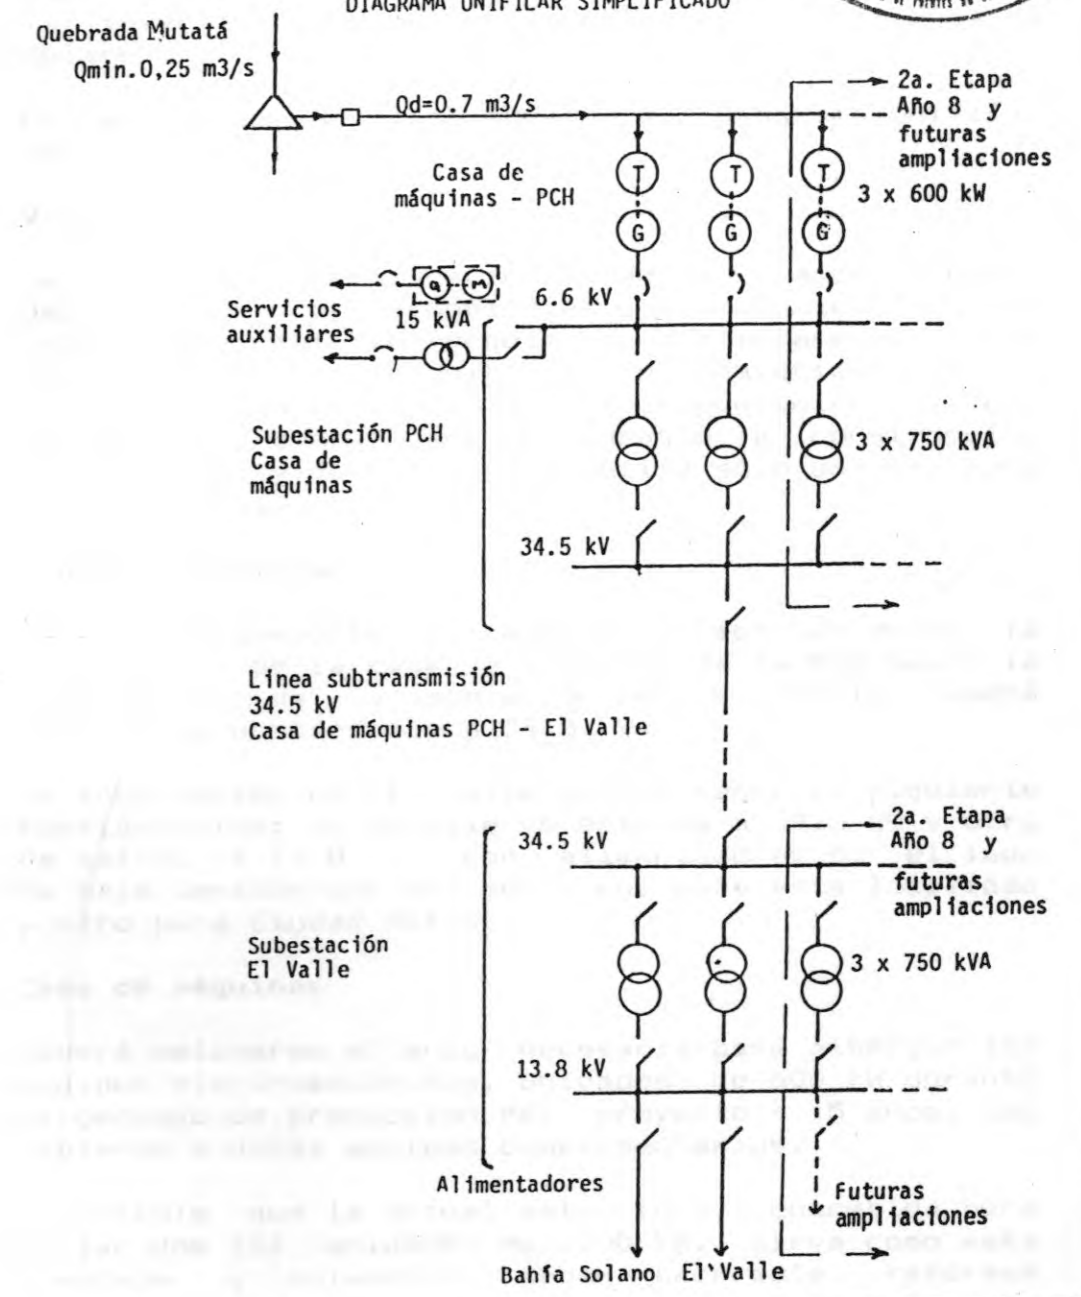 DIAGRAMA UNIFILAR SIMPLIFICADO
Quebrada Mutatá
Qmin.0,25 m3/s
Qd=0.7 m3/s
2a. Etapa
Año 8 y
futuras
ampliaciones
Casa de
máquinas - PCH
T
T
T
3 x 600 kW
G
G
G
G
M
6.6 kV
Servicios
auxiliares
15 kVA
Subestación PCH
Casa de
máquinas
3 x 750 kVA
34.5 kV
Línea subtransmisión
34.5 kV
Casa de máquinas PCH - El Valle
34.5 kV
2a. Etapa
Año 8 y
futuras
ampliaciones
Subestación
El Valle
3 x 750 kVA
13.8 kV
Alimentadores
Futuras
ampliaciones
Bahía Solano El Valle